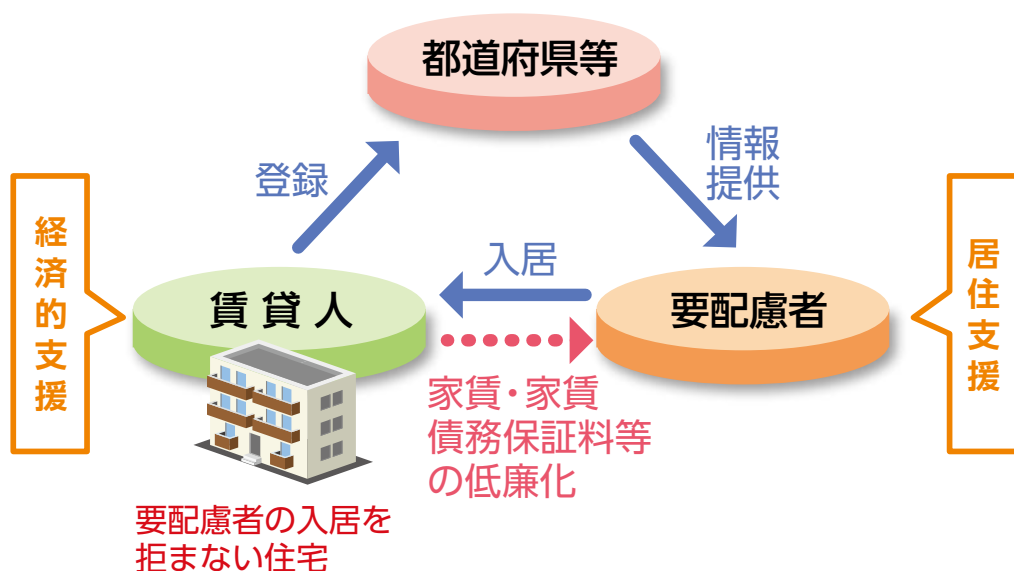 都道府県等
登録
情報
提供
経済的支援
居住支援
入居
賃貸人
要配慮者
家賃・家賃
債務保証料等
の低廉化
要配慮者の入居を
拒まない住宅